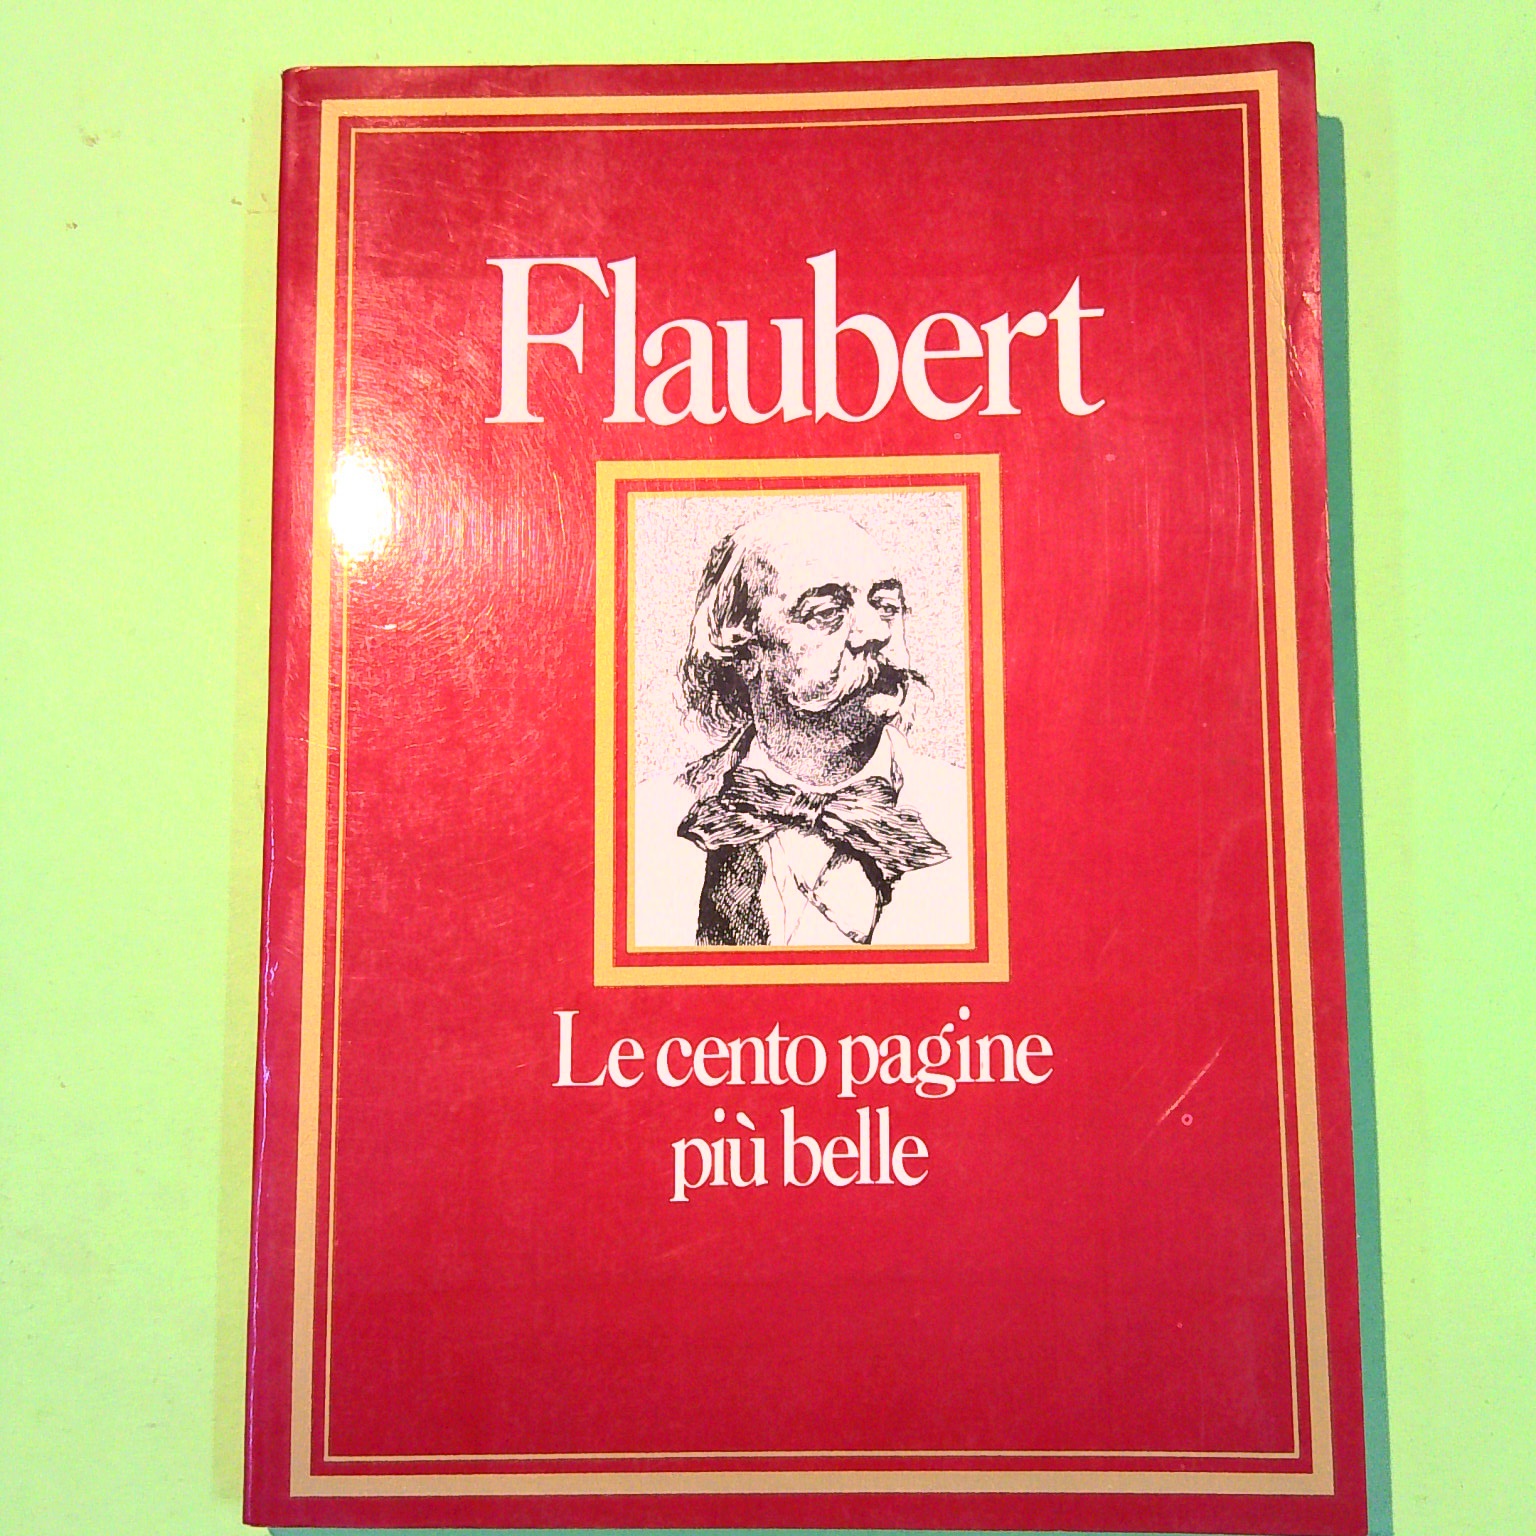 Flaubert
Le cento pagine
più belle